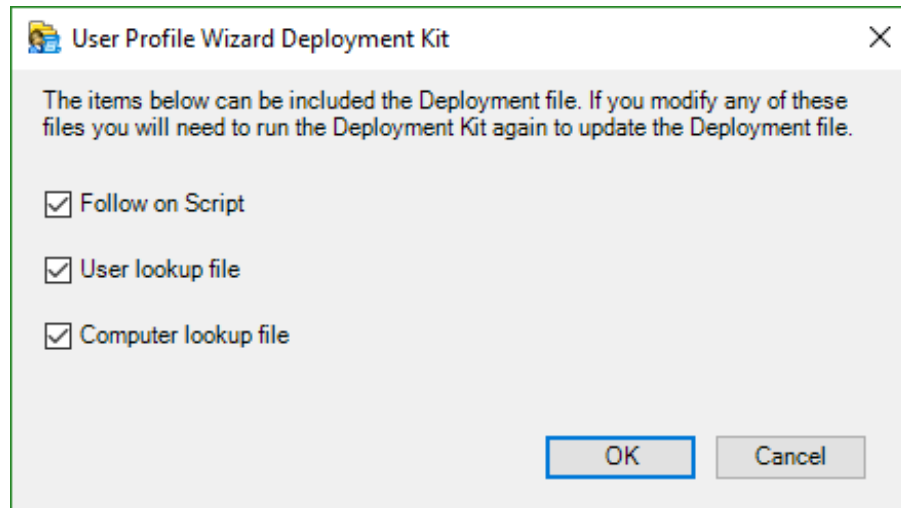 User Profile Wizard Deployment Kit
The items below can be included the Deployment file. If you modify any of these
files you will need to run the Deployment Kit again to update the Deployment file.
Follow on Script
User lookup file
Computer lookup file
OK Cancel